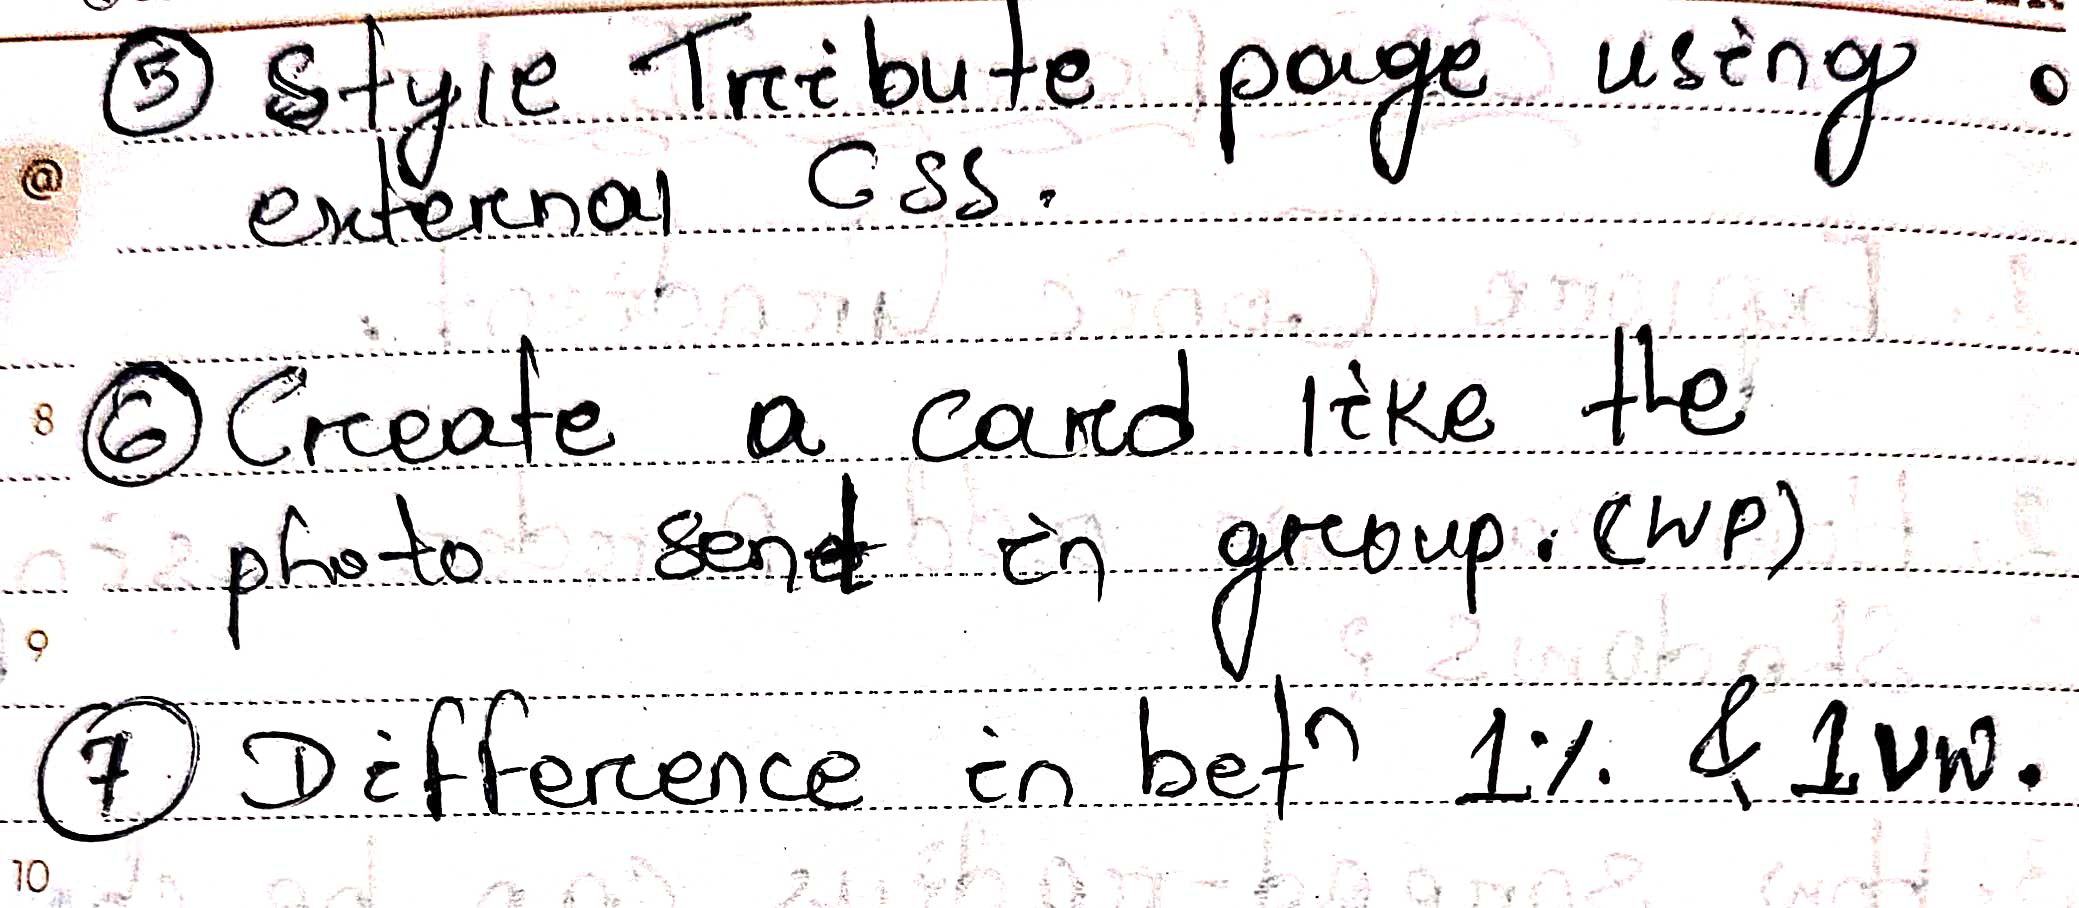 ⑤ Style Tribute page using
@
external CSS.
8 ⑥ Create a card like the
photo send in group. (WP)
9
⑦ Difference in betn 1% & 1vw.
10